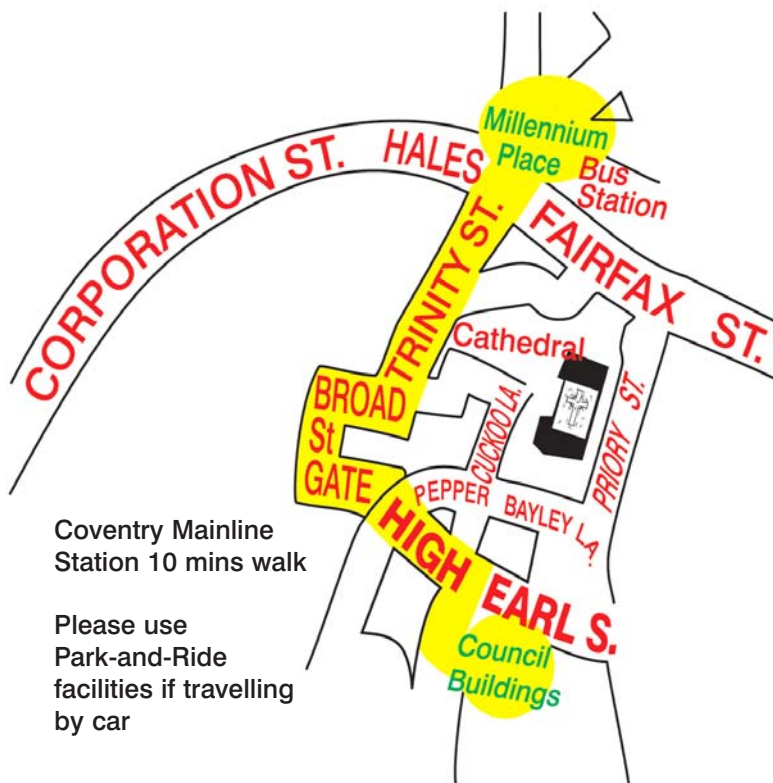 Millennium
Place
Bus
Station
CORPORATION ST.
HALES
TRINITY ST.
FAIRFAX ST.
Cathedral
BROAD
St
GATE
CUCKOO LA.
PRIORY ST.
PEPPER
BAYLEY LA.
HIGH
EARL S.
Council
Buildings
Coventry Mainline
Station 10 mins walk
Please use
Park-and-Ride
facilities if travelling
by car